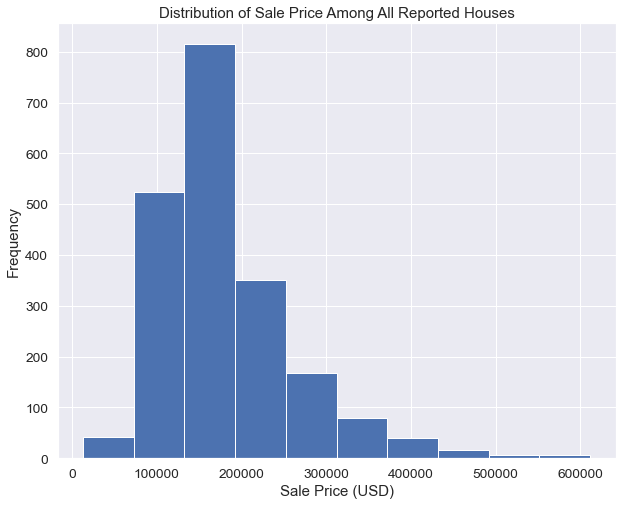 Distribution of Sale Price Among All Reported Houses
800
700
600
500
400
300
200
100
0
Frequency
0 100000 200000 300000 400000 500000 600000
Sale Price (USD)